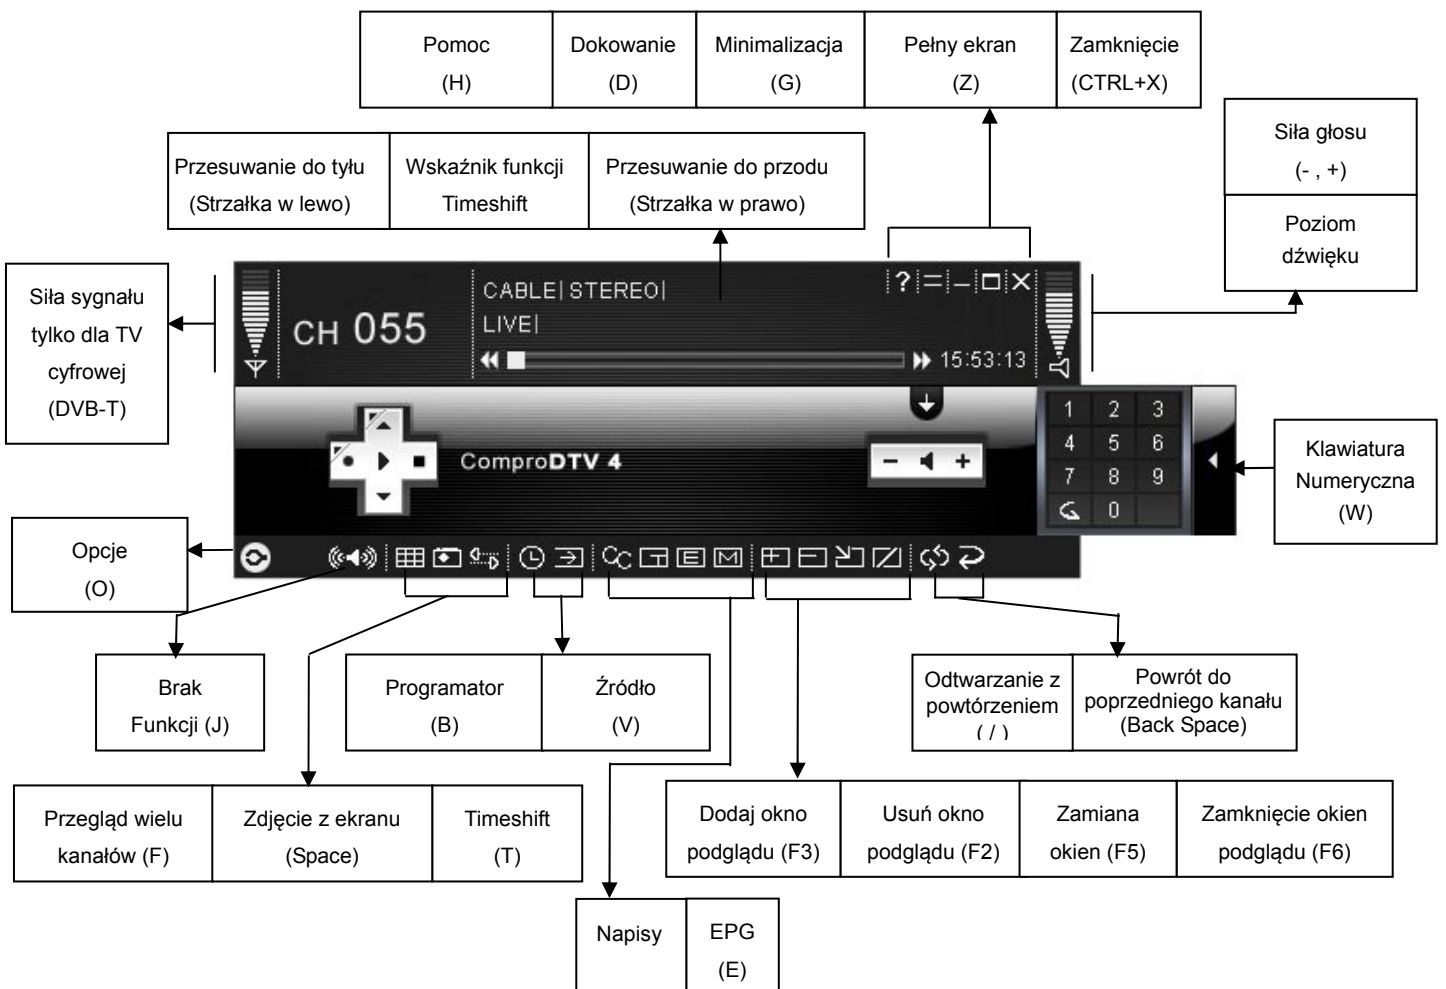 Pomoc
(H)
Dokowanie
(D)
Minimalizacja
(G)
Pełny ekran
(Z)
Zamknięcie
(CTRL+X)
Siła głosu
(- , +)
Poziom
dźwięku
Przesuwanie do tyłu
(Strzałka w lewo)
Wskaźnik funkcji
Timeshift
Przesuwanie do przodu
(Strzałka w prawo)
Siła sygnału
tylko dla TV
cyfrowej
(DVB-T)
CH 055
CABLE| STEREO|
LIVE|
15:53:13
ComproDTV 4
1 2 3
4 5 6
7 8 9
0
Klawiatura
Numeryczna
(W)
Opcje
(O)
Brak
Funkcji (J)
Programator
(B)
Źródło
(V)
Odtwarzanie z
powtórzeniem
( / )
Powrót do
poprzedniego kanału
(Back Space)
Przegląd wielu
kanałów (F)
Zdjęcie z ekranu
(Space)
Timeshift
(T)
Dodaj okno
podglądu (F3)
Usuń okno
podglądu (F2)
Zamiana
okien (F5)
Zamknięcie okien
podglądu (F6)
Napisy
EPG
(E)